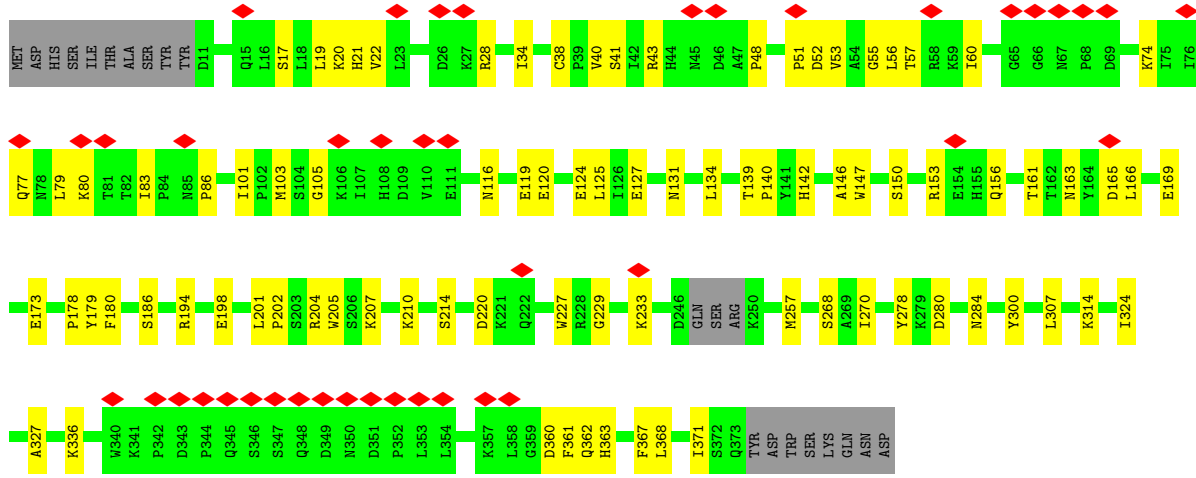 MET ASP HIS SER ILE THR ALA SER TYR TYR D11 Q15 L16 S17 L18 L19 K20 H21 V22 L23 D26 K27 R28 I34 C38 P39 V40 S41 I42 R43 H44 N45 D46 A47 P48 P51 D52 V53 A54 G55 L56 T57 R58 K59 I60 G65 G66 N67 P68 D69 K74 I75 I76
Q77 N78 L79 K80 T81 T82 I83 P84 N85 P86 I101 P102 M103 S104 G105 K106 I107 H108 D109 V110 E111 N116 E119 E120 E124 L125 I126 E127 N131 L134 T139 P140 Y141 H142 A146 W147 S150 R153 E154 H155 Q156 T161 T162 N163 Y164 D165 L166 E169
E173 P178 Y179 F180 S186 R194 E198 L201 P202 S203 R204 W205 S206 K207 K210 S214 D220 K221 Q222 W227 R228 G229 K233 D246 GLN SER ARG K250 M257 S268 A269 I270 Y278 K279 D280 N284 Y300 L307 K314 I324
A327 K336 W340 K341 P342 D343 P344 Q345 S346 S347 Q348 D349 N350 D351 P352 L353 L354 K357 L358 G359 D360 F361 Q362 H363 F367 L368 I371 S372 Q373 TYR ASP TRP SER LYS GLN ASN ASP